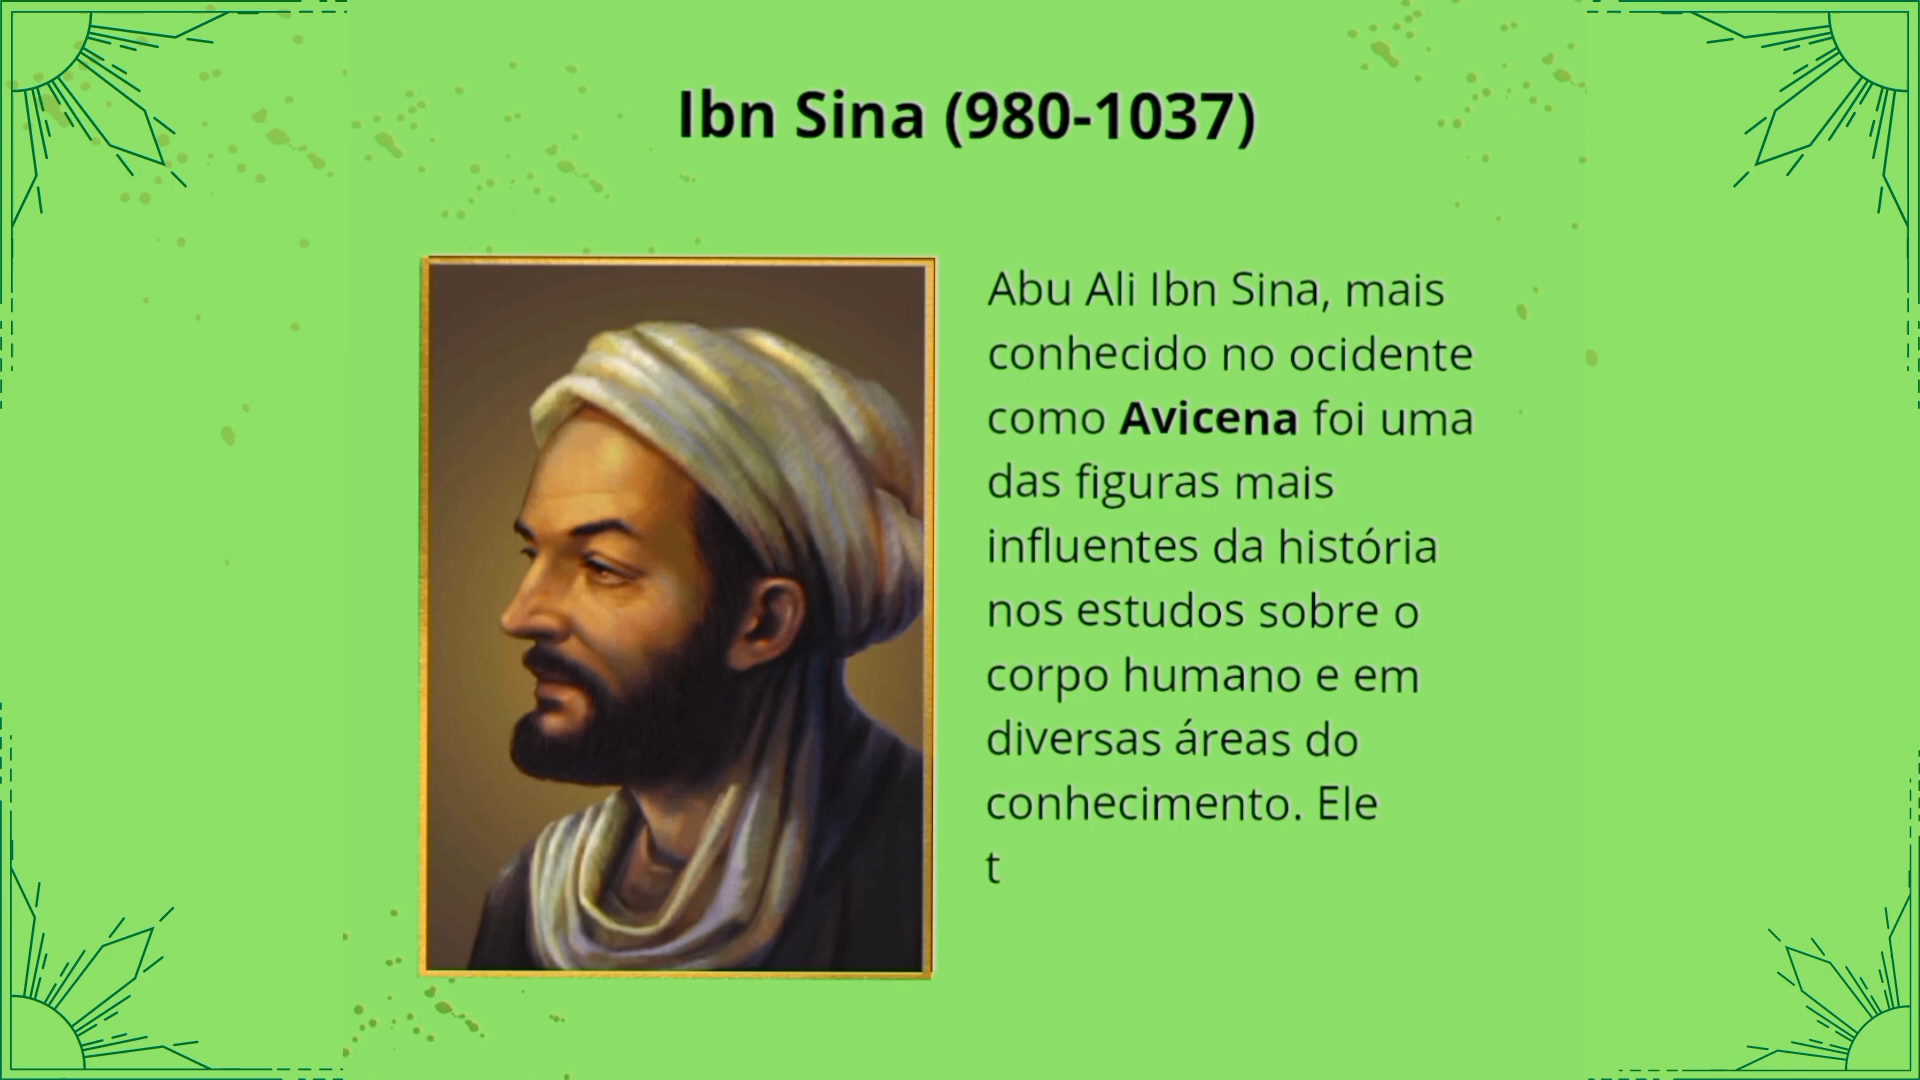 Ibn Sina (980-1037)
Abu Ali Ibn Sina, mais
conhecido no ocidente
como Avicena foi uma
das figuras mais
influentes da história
nos estudos sobre o
corpo humano e em
diversas áreas do
conhecimento. Ele
t